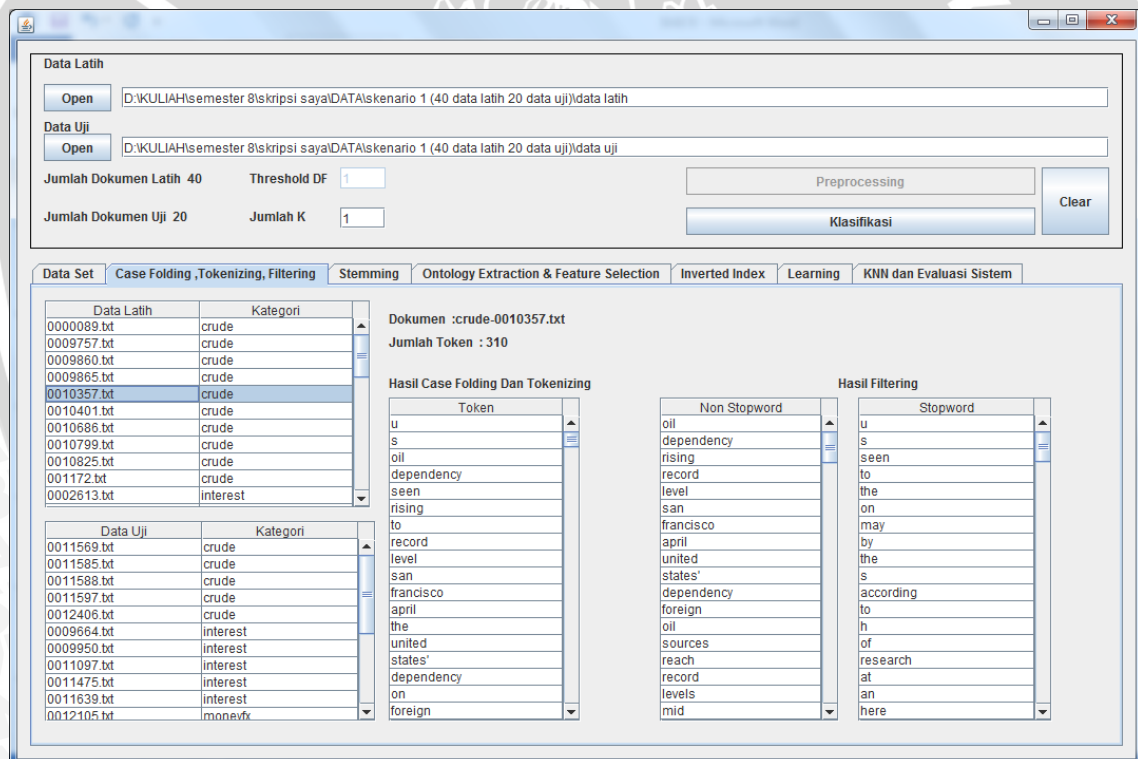 Data Latih
Open D:\KULIAH\semester 8\skripsi saya\DATA\skenario 1 (40 data latih 20 data uji)\data latih
Data Uji
Open D:\KULIAH\semester 8\skripsi saya\DATA\skenario 1 (40 data latih 20 data uji)\data uji
Jumlah Dokumen Latih 40 Threshold DF 1 Preprocessing
Clear
Jumlah Dokumen Uji 20 Jumlah K 1 Klasifikasi
Data Set Case Folding ,Tokenizing, Filtering Stemming Ontology Extraction & Feature Selection Inverted Index Learning KNN dan Evaluasi Sistem
Data Latih Kategori
0000089.txt crude
0009757.txt crude
0009860.txt crude
0009865.txt crude
0010357.txt crude
0010401.txt crude
0010686.txt crude
0010799.txt crude
0010825.txt crude
001172.txt crude
0002613.txt interest
Data Uji Kategori
0011569.txt crude
0011585.txt crude
0011588.txt crude
0011597.txt crude
0012406.txt crude
0009664.txt interest
0009950.txt interest
0011097.txt interest
0011475.txt interest
0011639.txt interest
0012105.txt moneyfx
Dokumen :crude-0010357.txt
Jumlah Token : 310
Hasil Case Folding Dan Tokenizing
Token
u
s
oil
dependency
seen
rising
to
record
level
san
francisco
april
the
united
states'
dependency
on
foreign
Hasil Filtering
Non Stopword
oil
dependency
rising
record
level
san
francisco
april
united
states'
dependency
foreign
oil
sources
reach
record
levels
mid
Stopword
u
s
seen
to
the
on
may
by
the
s
according
to
h
of
research
at
an
here